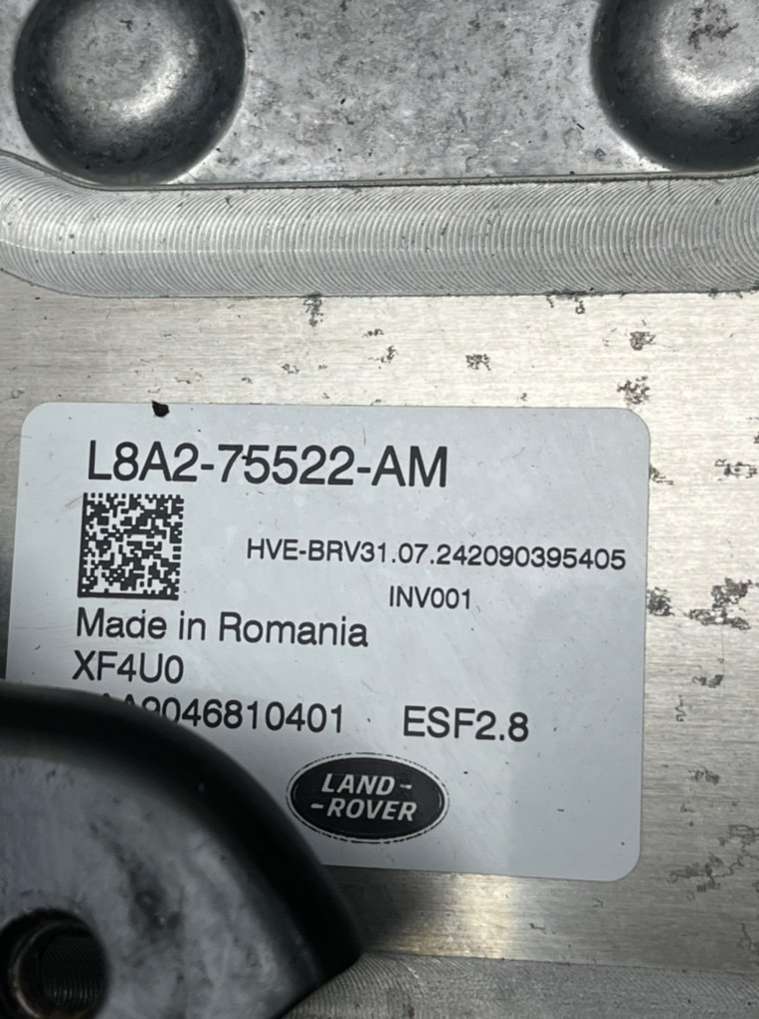 L8A2-75522-AM
HVE-BRV31.07.242090395405
INV001
Made in Romania
XF4U0
ESF2.8
LAND-
-ROVER